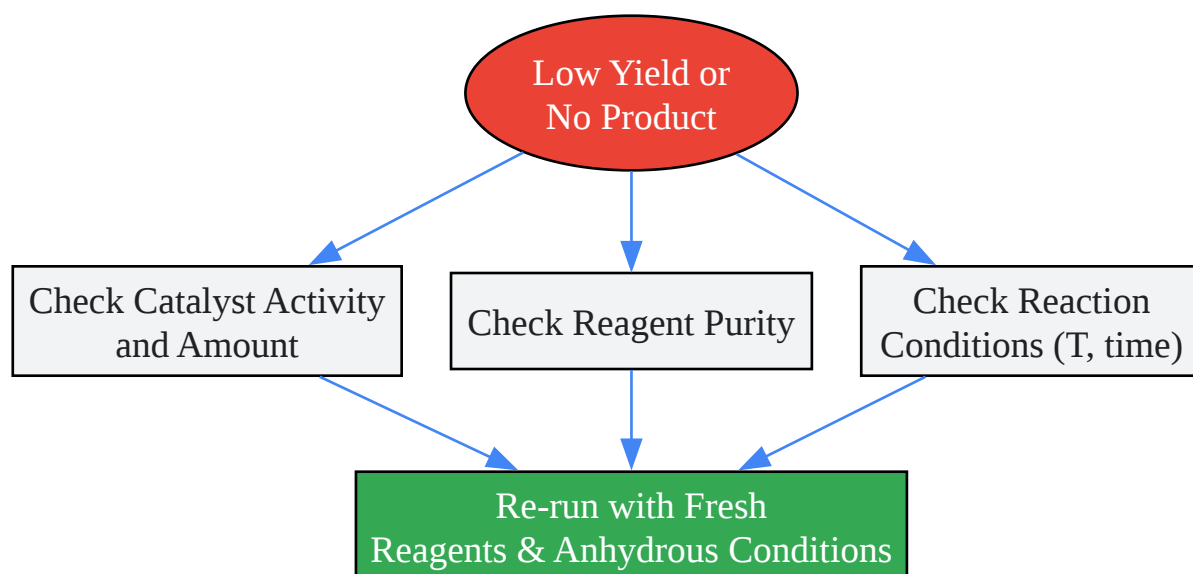 Low Yield or
No Product
Check Catalyst Activity
and Amount
Check Reagent Purity
Check Reaction
Conditions (T, time)
Re-run with Fresh
Reagents & Anhydrous Conditions